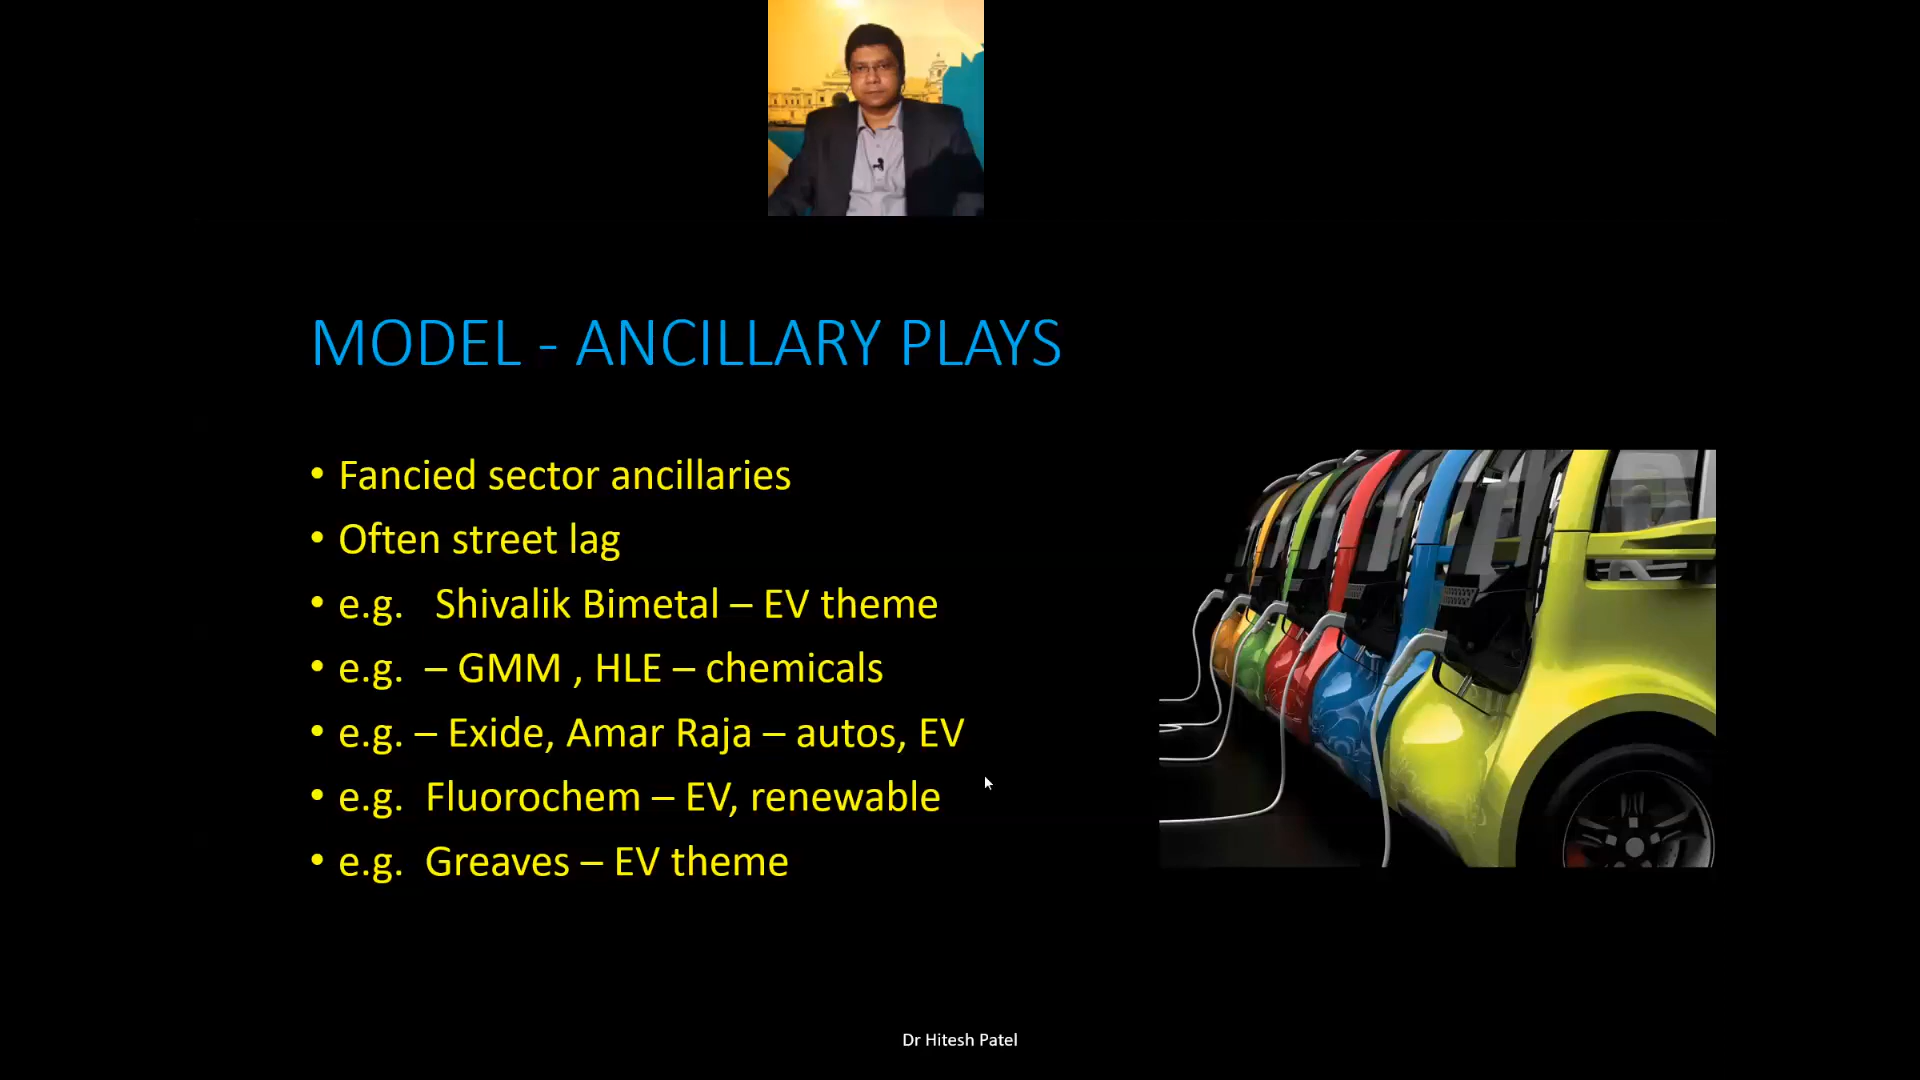 MODEL - ANCILLARY PLAYS
• Fancied sector ancillaries
• Often street lag
• e.g. Shivalik Bimetal – EV theme
• e.g. – GMM , HLE – chemicals
• e.g. – Exide, Amar Raja – autos, EV
• e.g. Fluorochem – EV, renewable
• e.g. Greaves – EV theme
Dr Hitesh Patel